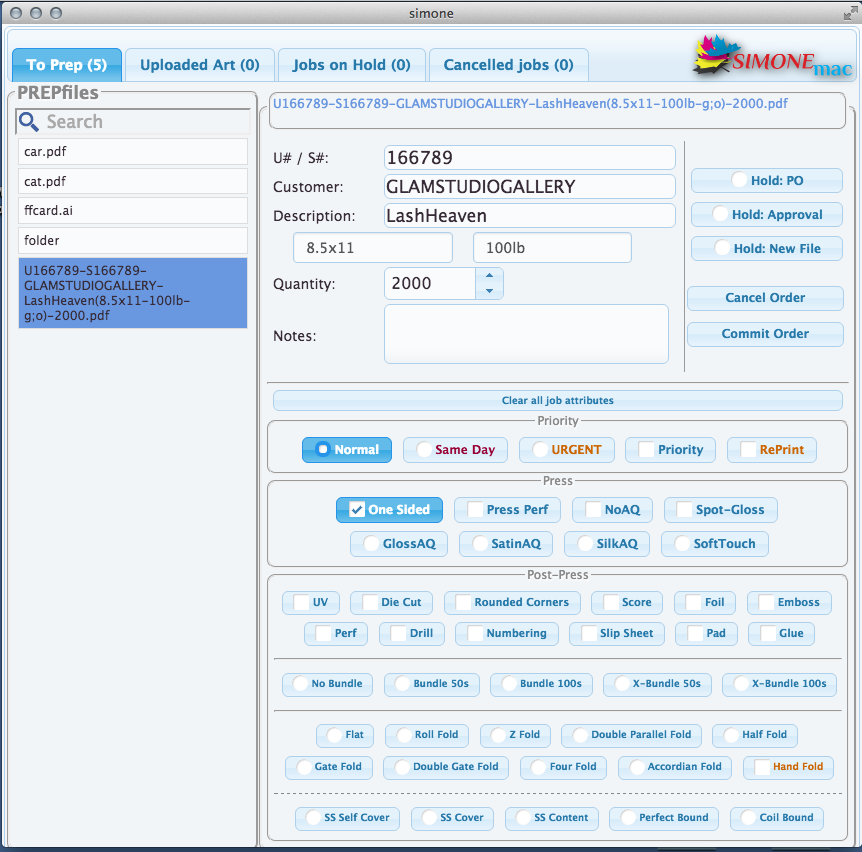 simone
To Prep (5) Uploaded Art (0) Jobs on Hold (0) Cancelled jobs (0)
SIMONE
mac
PREPfiles
Search
car.pdf
cat.pdf
ffcard.ai
folder
U166789-S166789-
GLAMSTUDIOGALLERY-
LashHeaven(8.5x11-100lb-
g;o)-2000.pdf
U166789-S166789-GLAMSTUDIOGALLERY-LashHeaven(8.5x11-100lb-g;o)-2000.pdf
U# / S#: 166789
Customer: GLAMSTUDIOGALLERY
Description: LashHeaven
8.5x11 100lb
Quantity: 2000
Notes:
Hold: PO
Hold: Approval
Hold: New File
Cancel Order
Commit Order
Clear all job attributes
Priority
Normal Same Day URGENT Priority RePrint
Press
One Sided Press Perf NoAQ Spot-Gloss
GlossAQ SatinAQ SilkAQ SoftTouch
Post-Press
UV Die Cut Rounded Corners Score Foil Emboss
Perf Drill Numbering Slip Sheet Pad Glue
No Bundle Bundle 50s Bundle 100s X-Bundle 50s X-Bundle 100s
Flat Roll Fold Z Fold Double Parallel Fold Half Fold
Gate Fold Double Gate Fold Four Fold Accordian Fold Hand Fold
SS Self Cover SS Cover SS Content Perfect Bound Coil Bound